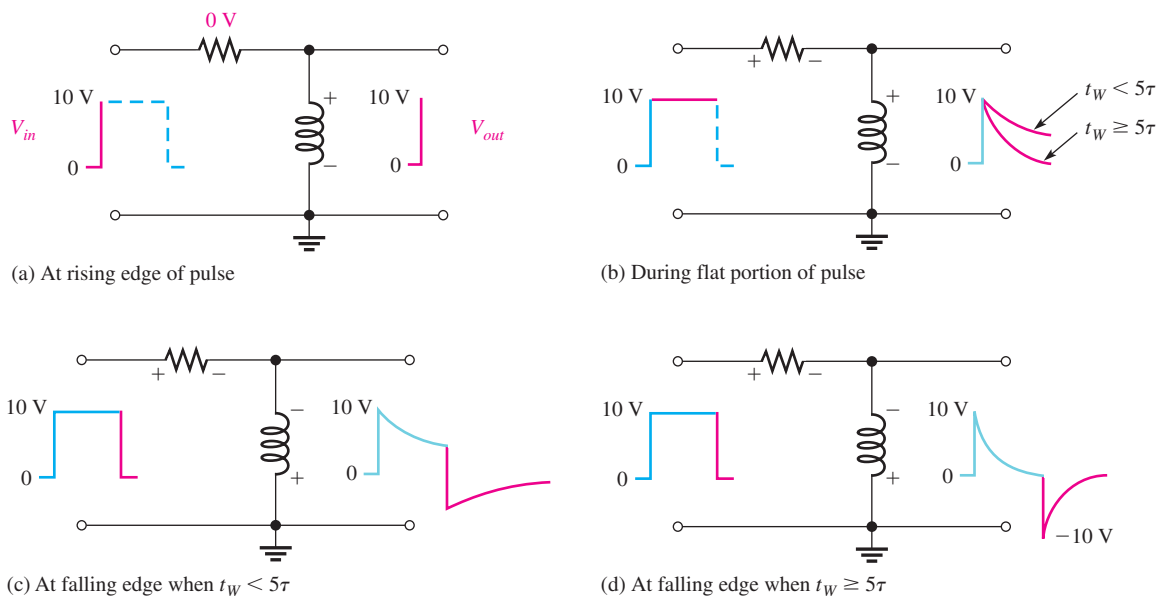 0 V
+
−
10 V
10 V
V_in
V_out
0
0
+
−
(a) At rising edge of pulse
+ −
10 V
10 V
0
0
+
−
t_W < 5τ
t_W ≥ 5τ
(b) During flat portion of pulse
+ −
10 V
10 V
0
0
−
+
(c) At falling edge when t_W < 5τ
+ −
10 V
10 V
0
0
−
+
−10 V
(d) At falling edge when t_W ≥ 5τ